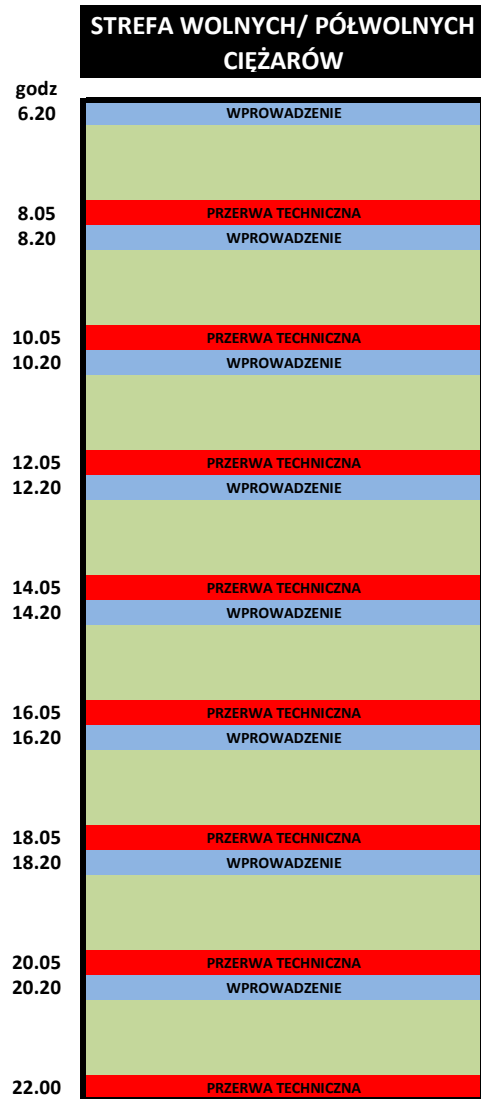 STREFA WOLNYCH/ PÓŁWOLNYCH
CIĘŻARÓW
godz
6.20 WPROWADZENIE
8.05 PRZERWA TECHNICZNA
8.20 WPROWADZENIE
10.05 PRZERWA TECHNICZNA
10.20 WPROWADZENIE
12.05 PRZERWA TECHNICZNA
12.20 WPROWADZENIE
14.05 PRZERWA TECHNICZNA
14.20 WPROWADZENIE
16.05 PRZERWA TECHNICZNA
16.20 WPROWADZENIE
18.05 PRZERWA TECHNICZNA
18.20 WPROWADZENIE
20.05 PRZERWA TECHNICZNA
20.20 WPROWADZENIE
22.00 PRZERWA TECHNICZNA